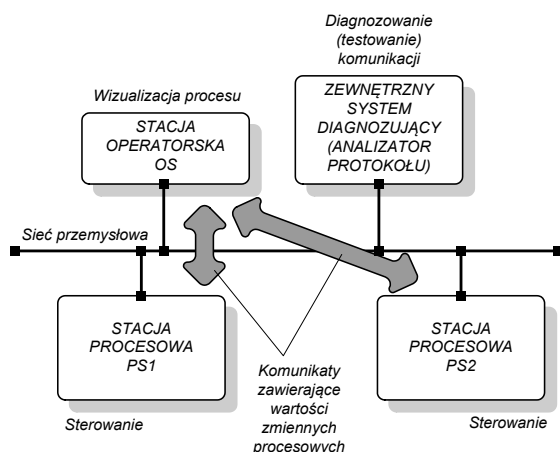 Diagnozowanie
(testowanie)
komunikacji
Wizualizacja procesu
STACJA
OPERATORSKA
OS
ZEWNĘTRZNY
SYSTEM
DIAGNOZUJĄCY
(ANALIZATOR
PROTOKOŁU)
Sieć przemysłowa
STACJA
PROCESOWA
PS1
STACJA
PROCESOWA
PS2
Komunikaty
zawierające
wartości
zmiennych
procesowych
Sterowanie
Sterowanie